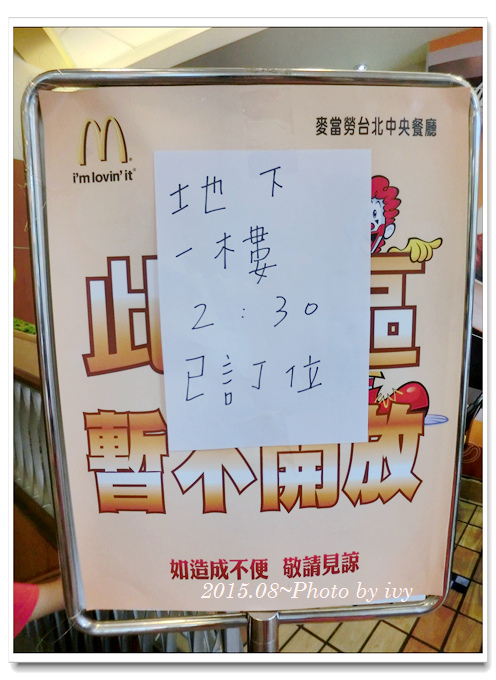 i'm lovin' it®
麥當勞台北中央餐廳
地下
一樓
2:30
已訂位
此 區
暫不開放
如造成不便 敬請見諒
2015.08~Photo by ivy